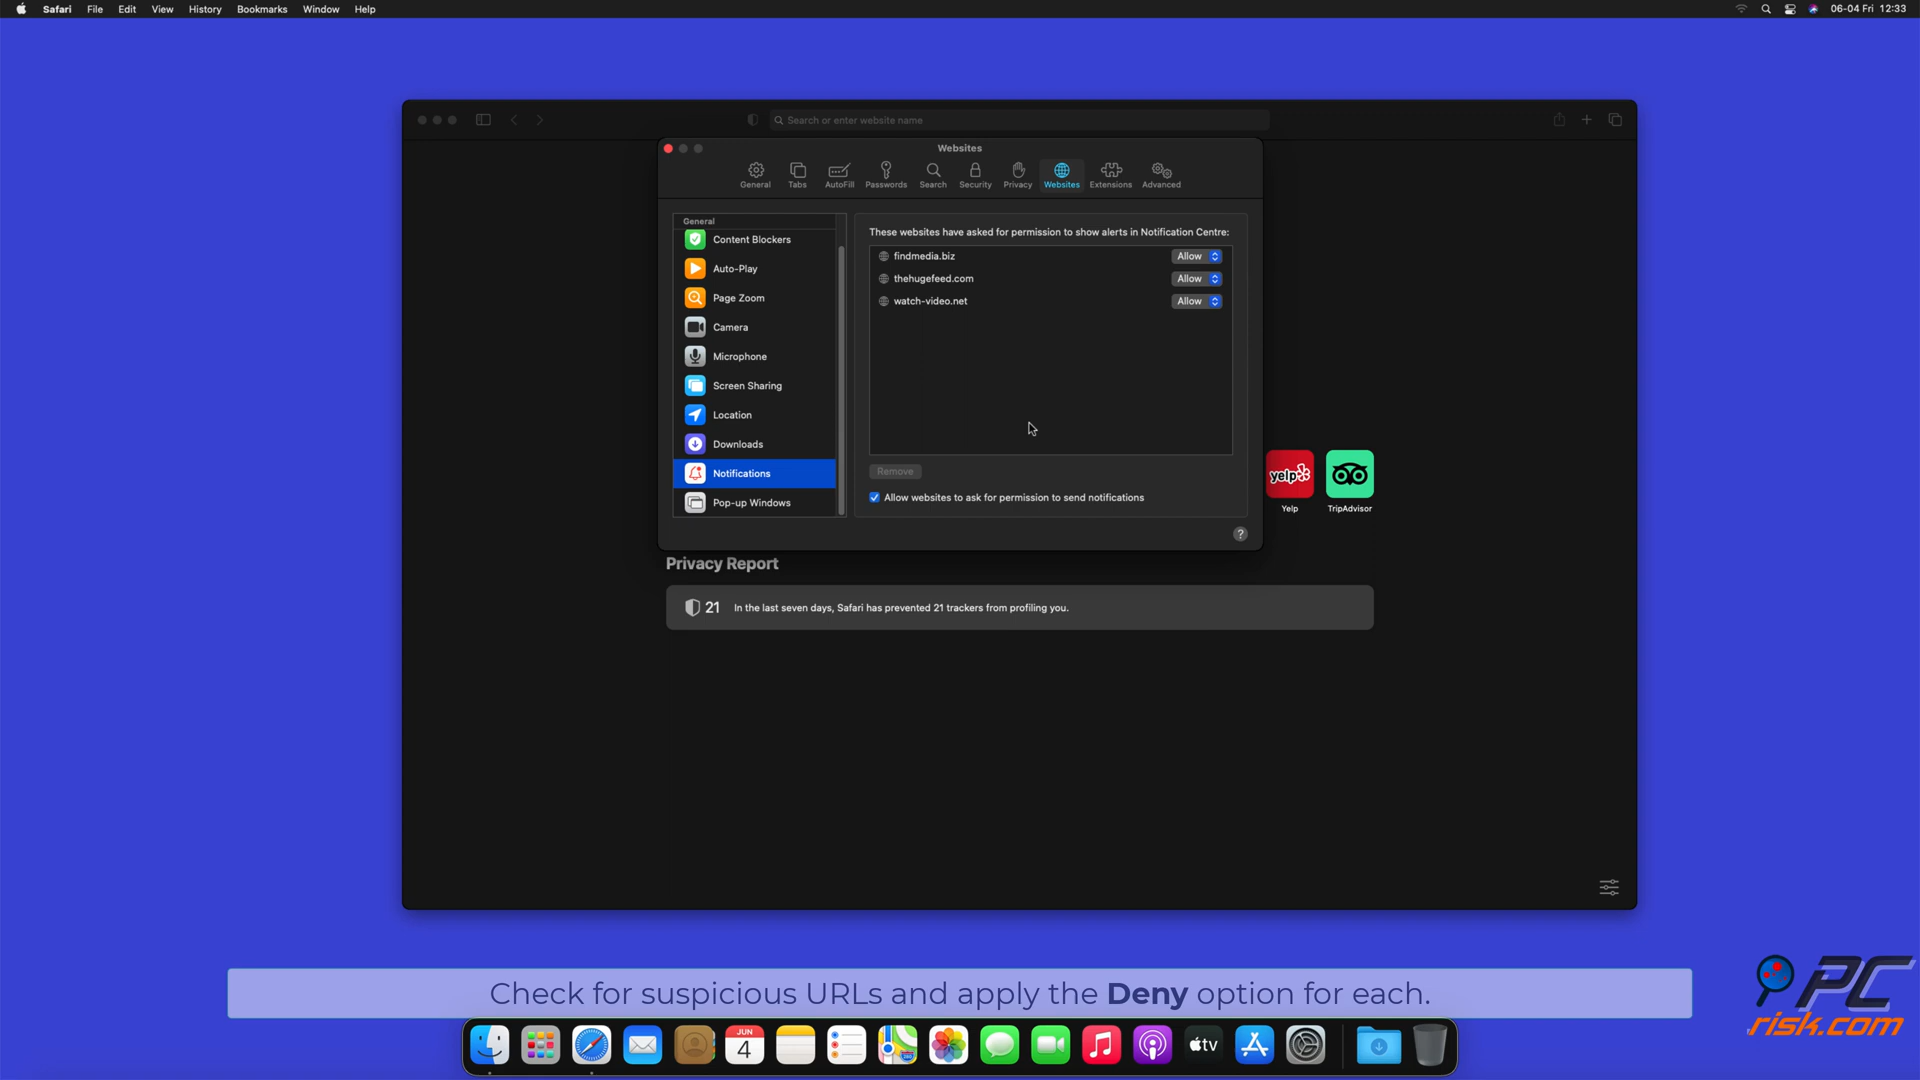 Safari File Edit View History Bookmarks Window Help
06-04 Fri 12:33
Search or enter website name
Websites
General Tabs AutoFill Passwords Search Security Privacy Websites Extensions Advanced
General
Content Blockers
Auto-Play
Page Zoom
Camera
Microphone
Screen Sharing
Location
Downloads
Notifications
Pop-up Windows
These websites have asked for permission to show alerts in Notification Centre:
findmedia.biz Allow
thehugefeed.com Allow
watch-video.net Allow
Remove
Allow websites to ask for permission to send notifications
?
yelp
Yelp TripAdvisor
Privacy Report
21 In the last seven days, Safari has prevented 21 trackers from profiling you.
Check for suspicious URLs and apply the Deny option for each.
PC
risk.com
JUN
4
tv